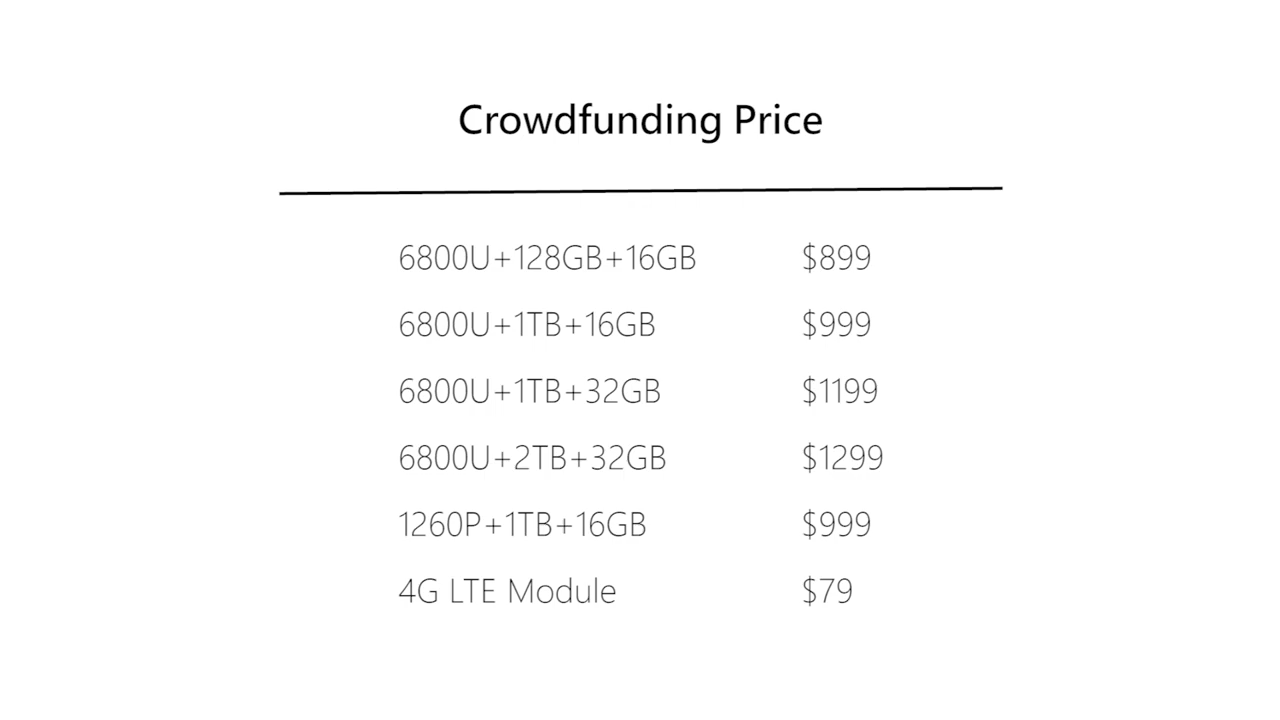 Crowdfunding Price
6800U+128GB+16GB $899
6800U+1TB+16GB $999
6800U+1TB+32GB $1199
6800U+2TB+32GB $1299
1260P+1TB+16GB $999
4G LTE Module $79